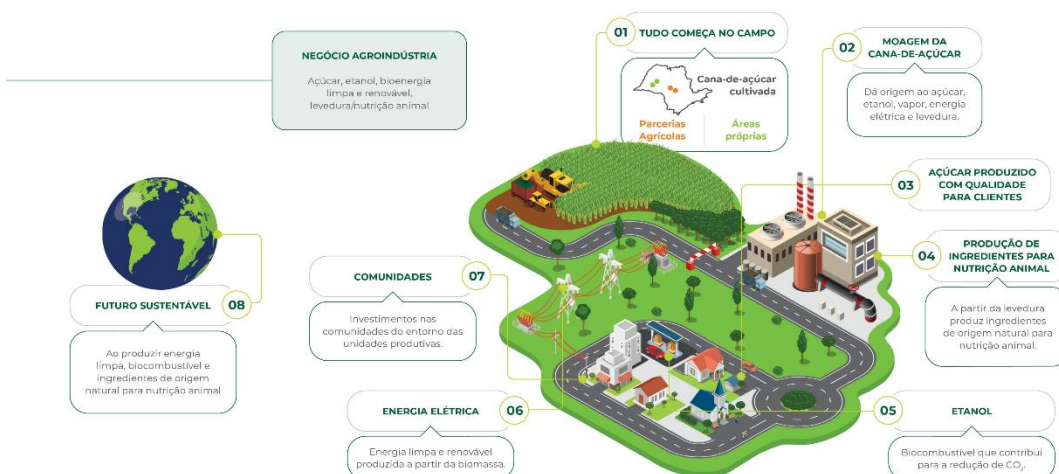 NEGÓCIO AGROINDÚSTRIA
Açúcar, etanol, bioenergia
limpa e renovável,
levedura/nutrição animal
01
TUDO COMEÇA NO CAMPO
Cana-de-açúcar
cultivada
Parcerias
Agrícolas
Áreas
próprias
02
MOAGEM DA
CANA-DE-AÇÚCAR
Dá origem ao açúcar,
etanol, vapor, energia
elétrica e levedura.
03
AÇÚCAR PRODUZIDO
COM QUALIDADE
PARA CLIENTES
04
PRODUÇÃO DE
INGREDIENTES PARA
NUTRIÇÃO ANIMAL
A partir da levedura
produz ingredientes
de origem natural para
nutrição animal.
05
ETANOL
Biocombustível que contribui
para a redução de CO₂.
ENERGIA ELÉTRICA
06
Energia limpa e renovável
produzida a partir da biomassa.
COMUNIDADES
07
Investimentos nas
comunidades do entorno das
unidades produtivas.
FUTURO SUSTENTÁVEL
08
Ao produzir energia
limpa, biocombustível e
ingredientes de origem
natural para nutrição animal